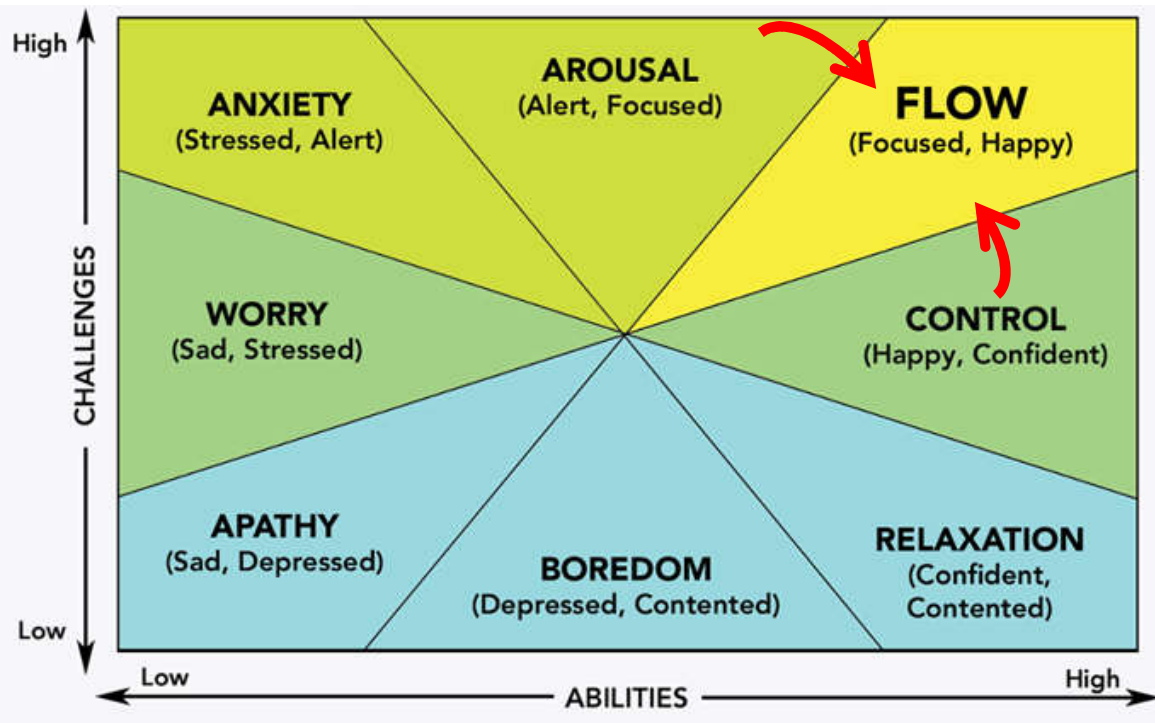 High
ANXIETY
(Stressed, Alert)
AROUSAL
(Alert, Focused)
FLOW
(Focused, Happy)
CHALLENGES
WORRY
(Sad, Stressed)
CONTROL
(Happy, Confident)
APATHY
(Sad, Depressed)
BOREDOM
(Depressed, Contented)
RELAXATION
(Confident,
Contented)
Low
Low
ABILITIES
High